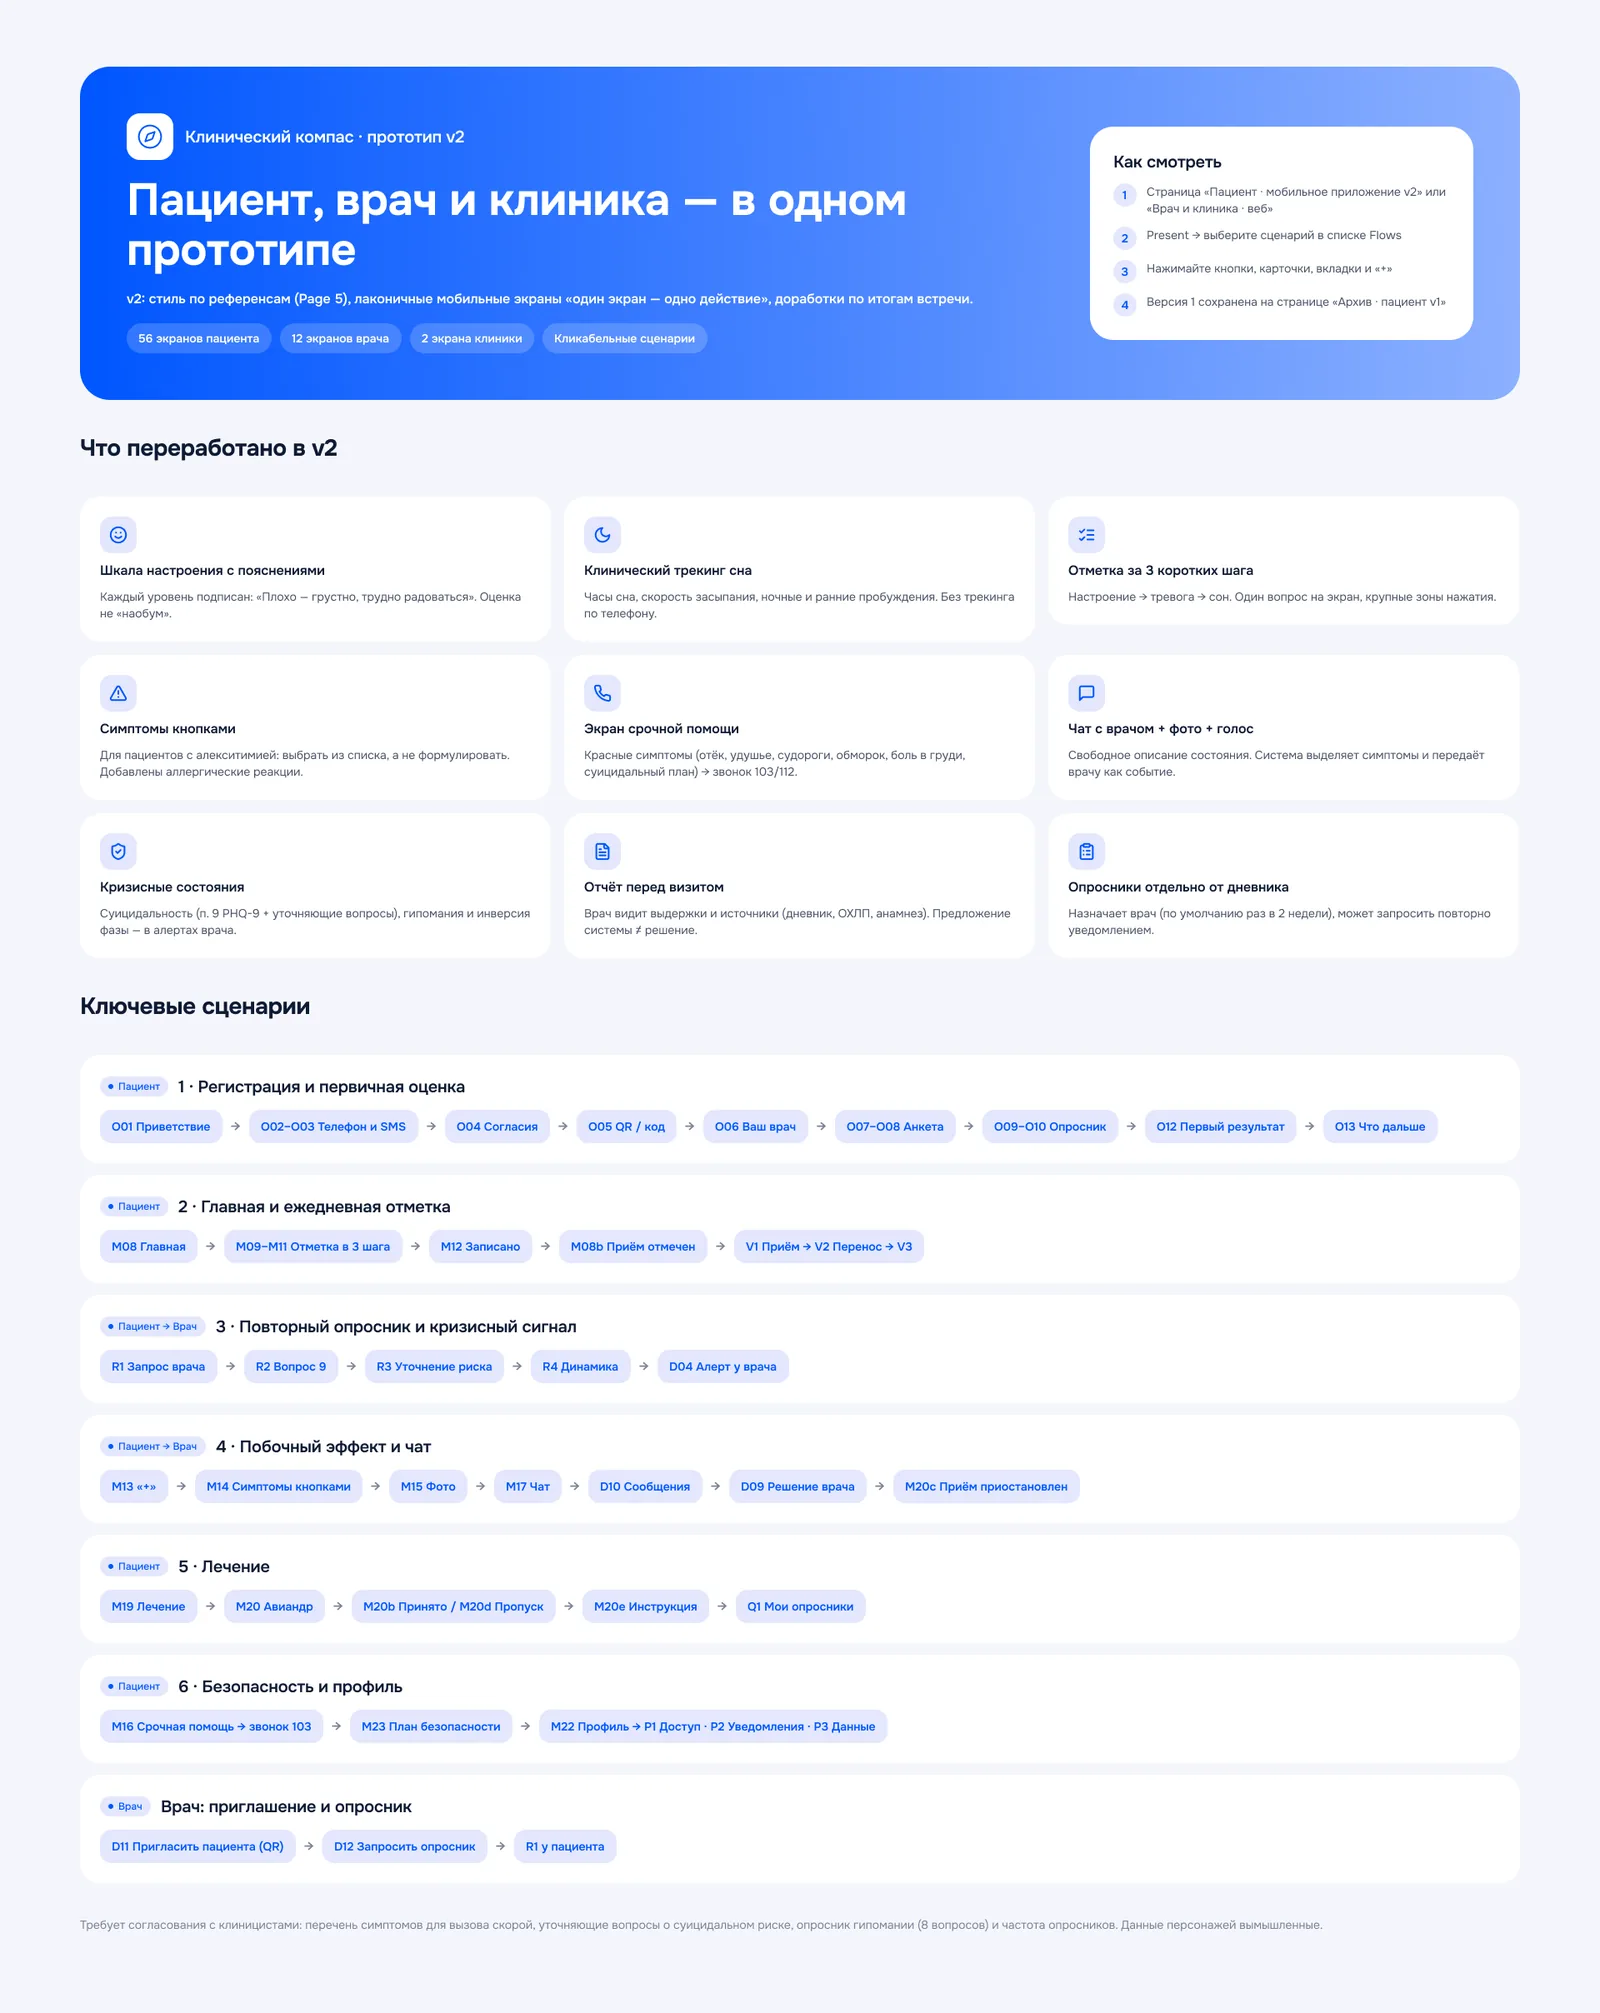 Клинический компас · прототип v2
Пациент, врач и клиника — в одном
прототипе
v2: стиль по референсам (Page 5), лаконичные мобильные экраны «один экран — одно действие», доработки по итогам встречи.
56 экранов пациента
12 экранов врача
2 экрана клиники
Кликабельные сценарии
Как смотреть
1 Страница «Пациент · мобильное приложение v2» или
«Врач и клиника · веб»
2 Present → выберите сценарий в списке Flows
3 Нажимайте кнопки, карточки, вкладки и «+»
4 Версия 1 сохранена на странице «Архив · пациент v1»
Что переработано в v2
Шкала настроения с пояснениями
Каждый уровень подписан: «Плохо — грустно, трудно радоваться». Оценка
не «наобум».
Клинический трекинг сна
Часы сна, скорость засыпания, ночные и ранние пробуждения. Без трекинга
по телефону.
Отметка за 3 коротких шага
Настроение → тревога → сон. Один вопрос на экран, крупные зоны нажатия.
Симптомы кнопками
Для пациентов с алекситимией: выбрать из списка, а не формулировать.
Добавлены аллергические реакции.
Экран срочной помощи
Красные симптомы (отёк, удушье, судороги, обморок, боль в груди,
суицидальный план) → звонок 103/112.
Чат с врачом + фото + голос
Свободное описание состояния. Система выделяет симптомы и передаёт
врачу как событие.
Кризисные состояния
Суицидальность (п. 9 PHQ-9 + уточняющие вопросы), гипомания и инверсия
фазы — в алертах врача.
Отчёт перед визитом
Врач видит выдержки и источники (дневник, ОХЛП, анамнез). Предложение
системы ≠ решение.
Опросники отдельно от дневника
Назначает врач (по умолчанию раз в 2 недели), может запросить повторно
уведомлением.
Ключевые сценарии
• Пациент 1 · Регистрация и первичная оценка
O01 Приветствие → O02–O03 Телефон и SMS → O04 Согласия → O05 QR / код → O06 Ваш врач → O07–O08 Анкета → O09–O10 Опросник → O12 Первый результат → O13 Что дальше
• Пациент 2 · Главная и ежедневная отметка
M08 Главная → M09–M11 Отметка в 3 шага → M12 Записано → M08b Приём отмечен → V1 Приём → V2 Перенос → V3
• Пациент → Врач 3 · Повторный опросник и кризисный сигнал
R1 Запрос врача → R2 Вопрос 9 → R3 Уточнение риска → R4 Динамика → D04 Алерт у врача
• Пациент → Врач 4 · Побочный эффект и чат
M13 «+» → M14 Симптомы кнопками → M15 Фото → M17 Чат → D10 Сообщения → D09 Решение врача → M20c Приём приостановлен
• Пациент 5 · Лечение
M19 Лечение → M20 Авиандр → M20b Принято / M20d Пропуск → M20e Инструкция → Q1 Мои опросники
• Пациент 6 · Безопасность и профиль
M16 Срочная помощь → звонок 103 → M23 План безопасности → M22 Профиль → P1 Доступ · P2 Уведомления · P3 Данные
• Врач Врач: приглашение и опросник
D11 Пригласить пациента (QR) → D12 Запросить опросник → R1 у пациента
Требует согласования с клиницистами: перечень симптомов для вызова скорой, уточняющие вопросы о суицидальном риске, опросник гипомании (8 вопросов) и частота опросников. Данные персонажей вымышленные.